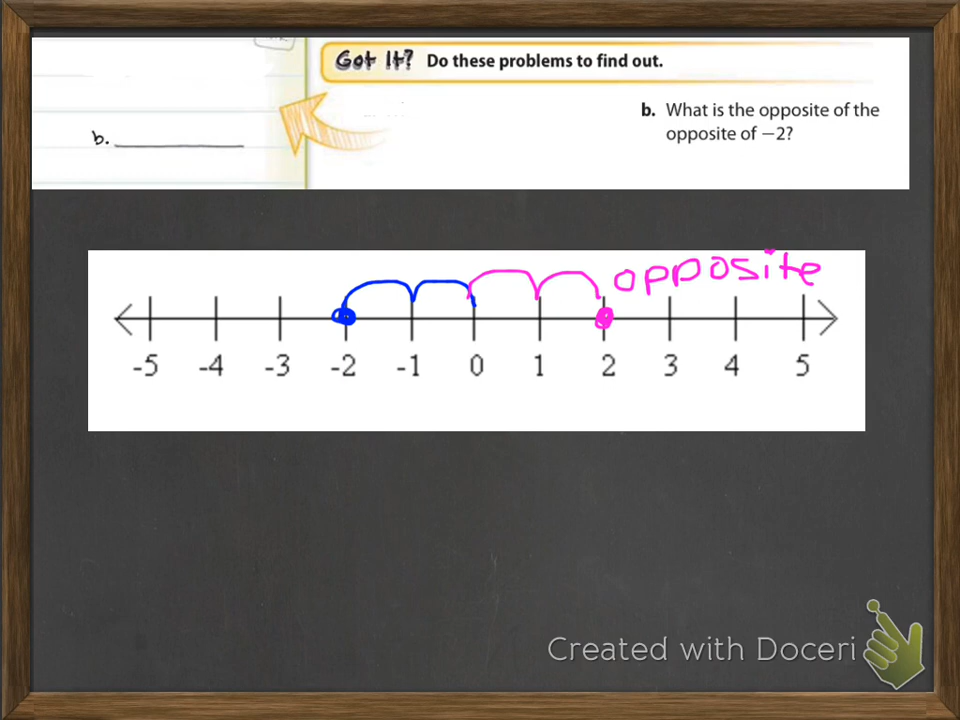 Got It? Do these problems to find out.
b. What is the opposite of the
opposite of −2?
b. ____________
opposite
-5 -4 -3 -2 -1 0 1 2 3 4 5
Created with Doceri